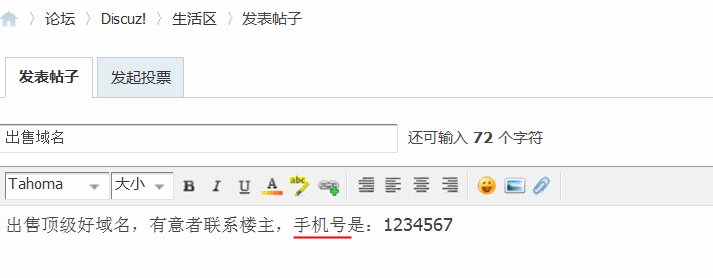 论坛 〉 Discuz! 〉 生活区 〉 发表帖子
发表帖子 发起投票
出售域名 还可输入 72 个字符
Tahoma 大小 B I U A abc
出售顶级好域名，有意者联系楼主，手机号是：1234567